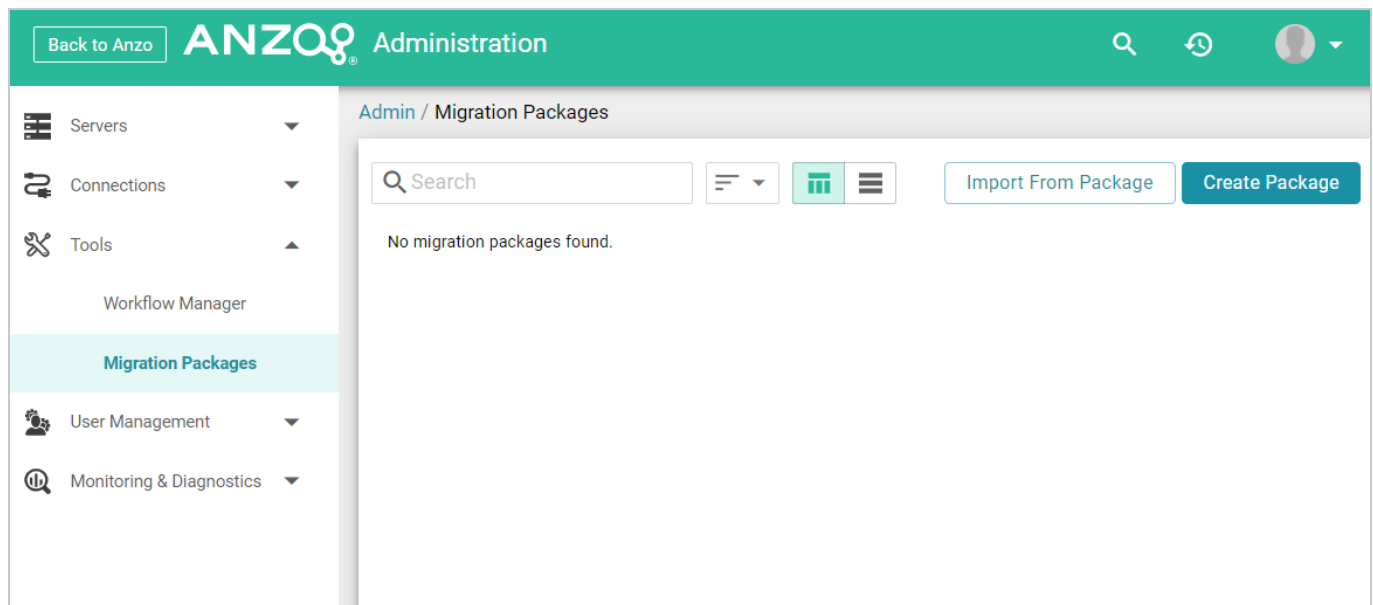 Back to Anzo ANZO® Administration
Admin / Migration Packages
Servers
Connections
Tools
Workflow Manager
Migration Packages
User Management
Monitoring & Diagnostics
Search
Import From Package
Create Package
No migration packages found.